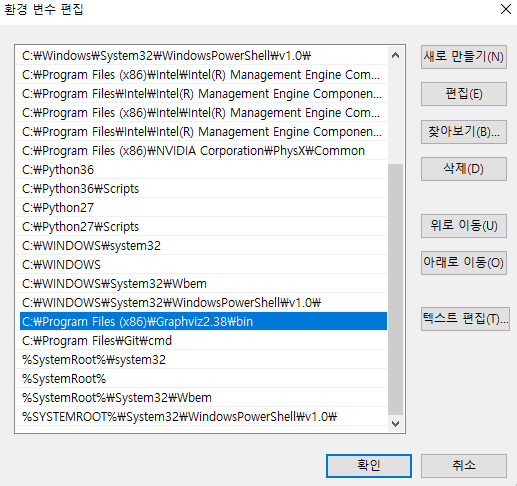 환경 변수 편집
C:₩Windows₩System32₩WindowsPowerShell₩v1.0₩
C:₩Program Files (x86)₩Intel₩Intel(R) Management Engine Com...
C:₩Program Files (x86)₩Intel₩Intel(R) Management Engine Componen...
C:₩Program Files₩Intel₩Intel(R) Management Engine Com...
C:₩Program Files (x86)₩Intel₩Intel(R) Management Engine Componen...
C:₩Program Files (x86)₩NVIDIA Corporation₩PhysX₩Common
C:₩Python36
C:₩Python36₩Scripts
C:₩Python27
C:₩Python27₩Scripts
C:₩WINDOWS₩system32
C:₩WINDOWS
C:₩WINDOWS₩System32₩Wbem
C:₩WINDOWS₩System32₩WindowsPowerShell₩v1.0₩
C:₩Program Files (x86)₩Graphviz2.38₩bin
C:₩Program Files₩Git₩cmd
%SystemRoot%₩system32
%SystemRoot%
%SystemRoot%₩System32₩Wbem
%SYSTEMROOT%₩System32₩WindowsPowerShell₩v1.0₩
새로 만들기(N)
편집(E)
찾아보기(B)...
삭제(D)
위로 이동(U)
아래로 이동(O)
텍스트 편집(T)...
확인
취소